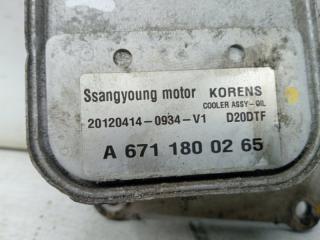 Ssangyoung motor KORENS
COOLER ASSY-OIL
20120414-0934-V1 D20DTF
A 671 180 02 65